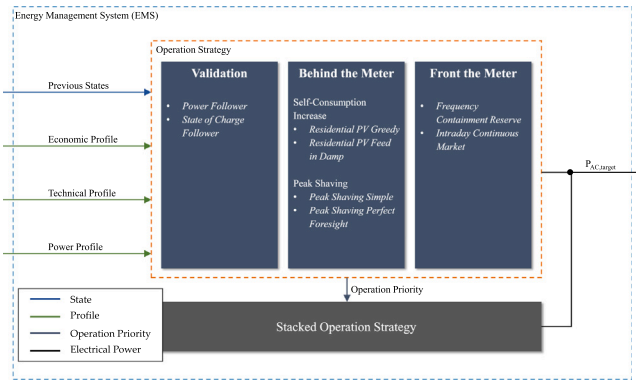 Energy Management System (EMS)
Operation Strategy
Previous States
Economic Profile
Technical Profile
Power Profile
Validation
• Power Follower
• State of Charge
Follower
Behind the Meter
Self-Consumption
Increase
• Residential PV Greedy
• Residential PV Feed
in Damp
Peak Shaving
• Peak Shaving Simple
• Peak Shaving Perfect
Foresight
Front the Meter
• Frequency
Containment Reserve
• Intraday Continuous
Market
P_AC,target
Operation Priority
Stacked Operation Strategy
State
Profile
Operation Priority
Electrical Power